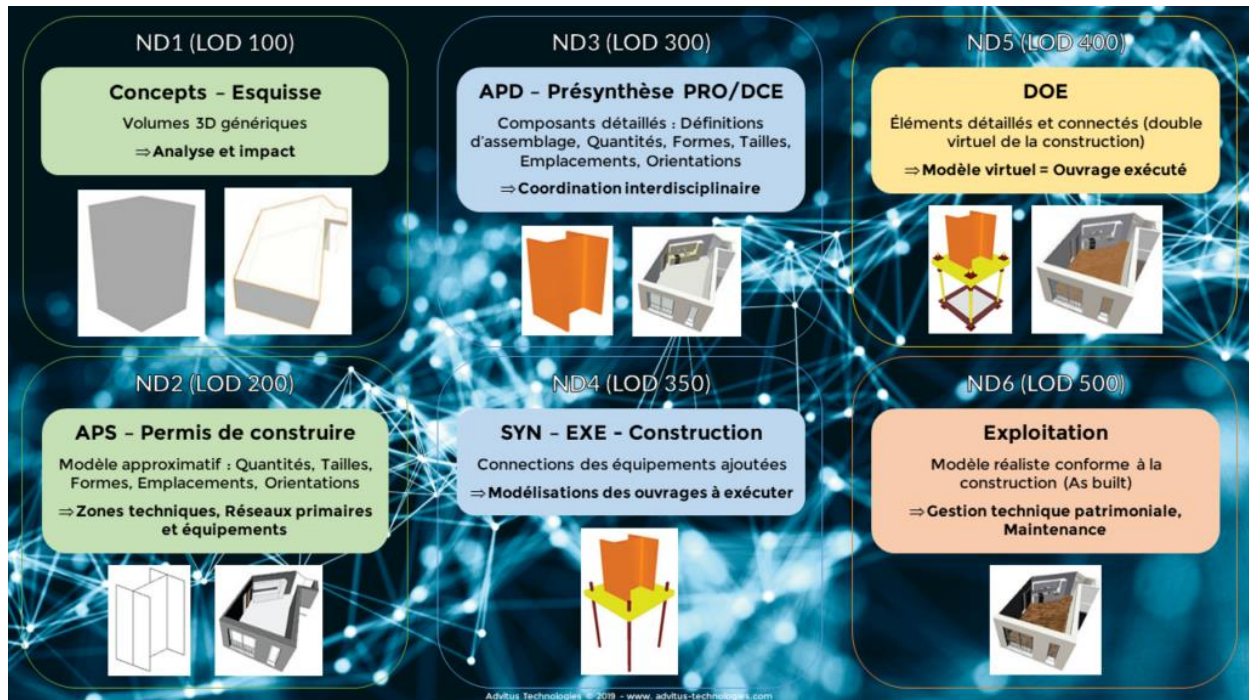 ND1 (LOD 100)
Concepts – Esquisse
Volumes 3D génériques
⇒ Analyse et impact
ND2 (LOD 200)
APS – Permis de construire
Modèle approximatif : Quantités, Tailles,
Formes, Emplacements, Orientations
⇒ Zones techniques, Réseaux primaires
et équipements
ND3 (LOD 300)
APD – Présynthèse PRO/DCE
Composants détaillés : Définitions
d'assemblage, Quantités, Formes, Tailles,
Emplacements, Orientations
⇒ Coordination interdisciplinaire
ND4 (LOD 350)
SYN – EXE - Construction
Connections des équipements ajoutées
⇒ Modélisations des ouvrages à exécuter
ND5 (LOD 400)
DOE
Éléments détaillés et connectés (double
virtuel de la construction)
⇒ Modèle virtuel = Ouvrage exécuté
ND6 (LOD 500)
Exploitation
Modèle réaliste conforme à la
construction (As built)
⇒ Gestion technique patrimoniale,
Maintenance
Advitus Technologies © 2019 - www. advitus-technologies.com